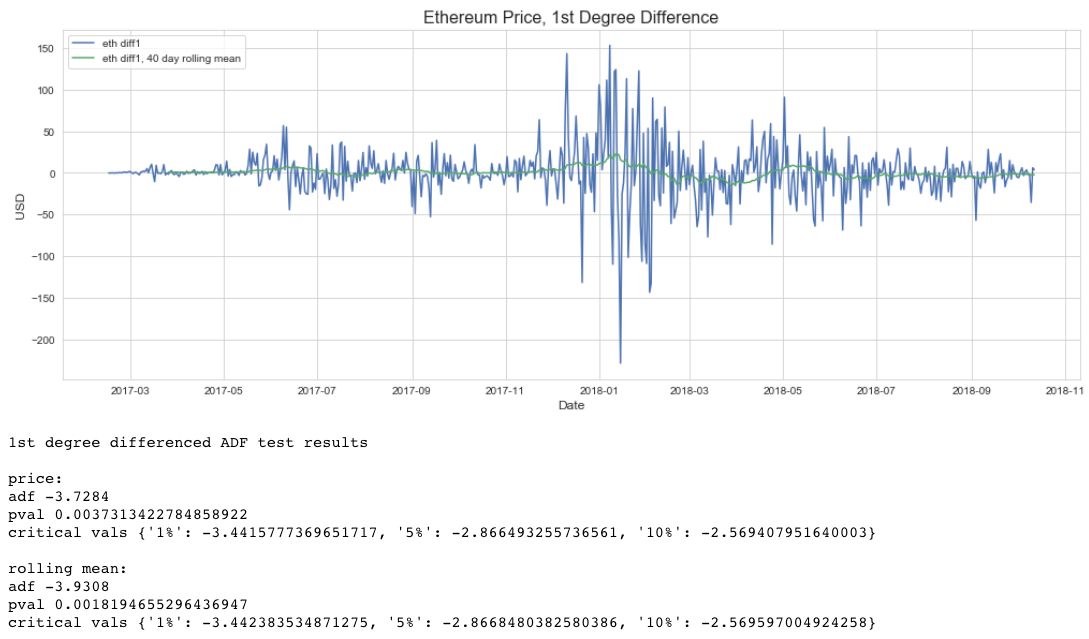 Ethereum Price, 1st Degree Difference
eth diff1
eth diff1, 40 day rolling mean
150
100
50
0
−50
−100
−150
−200
USD
2017-03 2017-05 2017-07 2017-09 2017-11 2018-01 2018-03 2018-05 2018-07 2018-09 2018-11
Date
1st degree differenced ADF test results
price:
adf -3.7284
pval 0.0037313422784858922
critical vals {'1%': -3.4415777369651717, '5%': -2.866493255736561, '10%': -2.569407951640003}
rolling mean:
adf -3.9308
pval 0.0018194655296436947
critical vals {'1%': -3.442383534871275, '5%': -2.8668480382580386, '10%': -2.569597004924258}